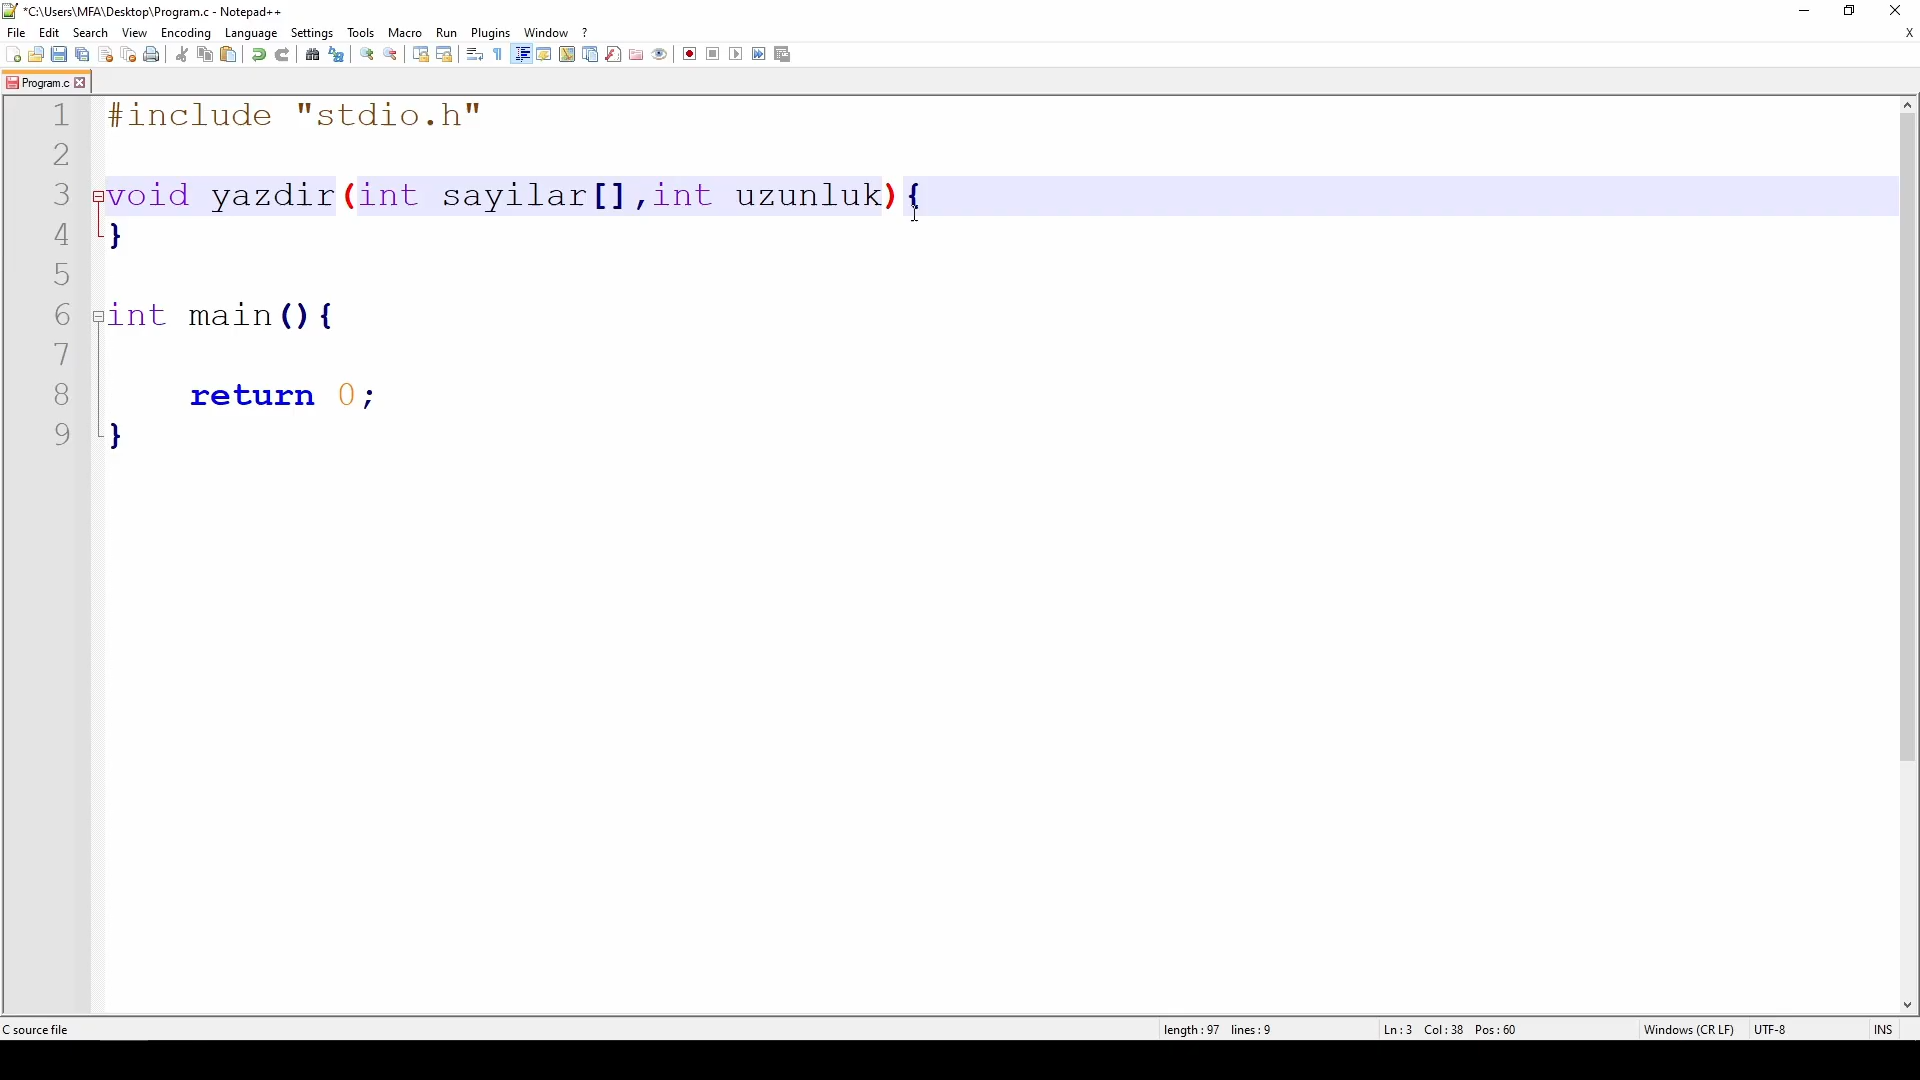 *C:\Users\MFA\Desktop\Program.c - Notepad++
File Edit Search View Encoding Language Settings Tools Macro Run Plugins Window ? X
Program.c
1 #include "stdio.h"
2
3 void yazdir(int sayilar[],int uzunluk){
4 }
5
6 int main(){
7
8 return 0;
9 }
C source file length : 97 lines : 9 Ln : 3 Col : 38 Pos : 60 Windows (CR LF) UTF-8 INS